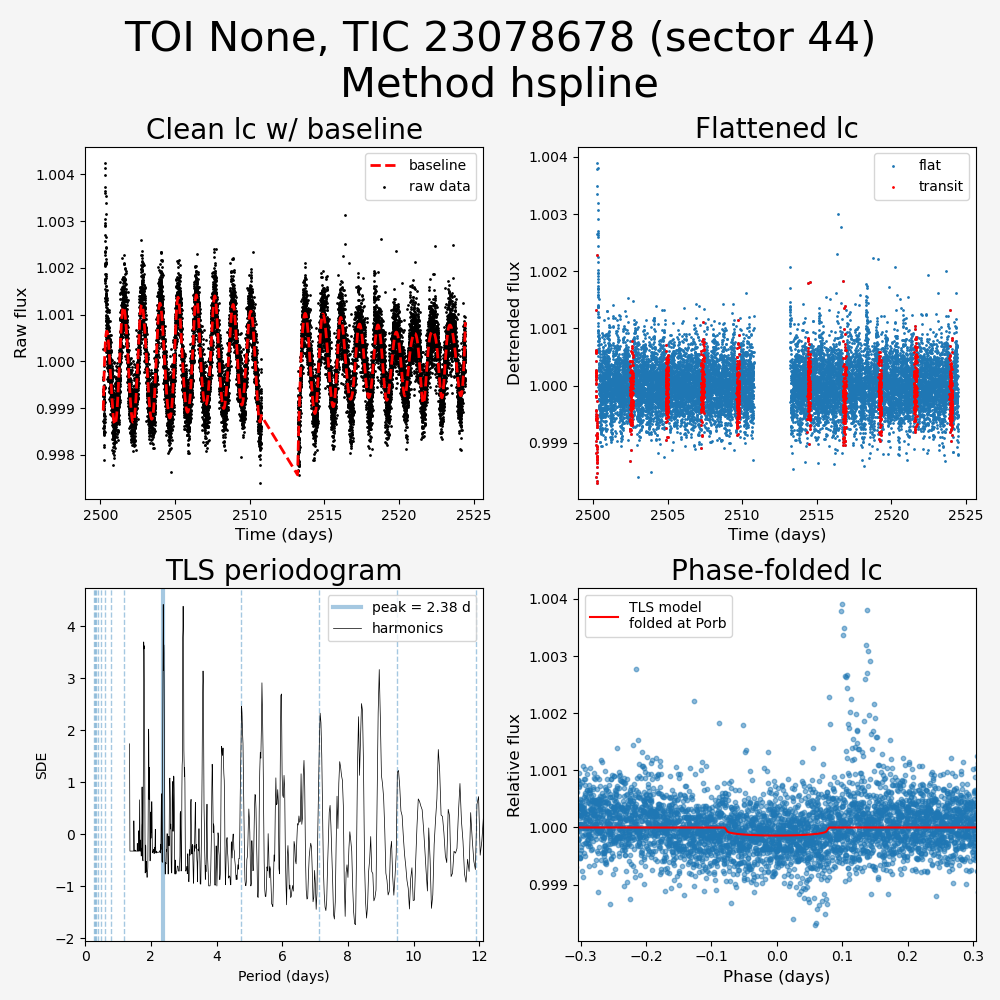 TOI None, TIC 23078678 (sector 44)
Method hspline
Clean lc w/ baseline
baseline
raw data
1.004
1.003
1.002
1.001
1.000
0.999
0.998
Raw flux
2500
2505
2510
2515
2520
2525
Time (days)
Flattened lc
flat
transit
1.004
1.003
1.002
1.001
1.000
0.999
Detrended flux
2500
2505
2510
2515
2520
2525
Time (days)
TLS periodogram
peak = 2.38 d
harmonics
4
3
2
1
0
−1
−2
SDE
0
2
4
6
8
10
12
Period (days)
Phase-folded lc
TLS model
folded at Porb
1.004
1.003
1.002
1.001
1.000
0.999
Relative flux
−0.3
−0.2
−0.1
0.0
0.1
0.2
0.3
Phase (days)